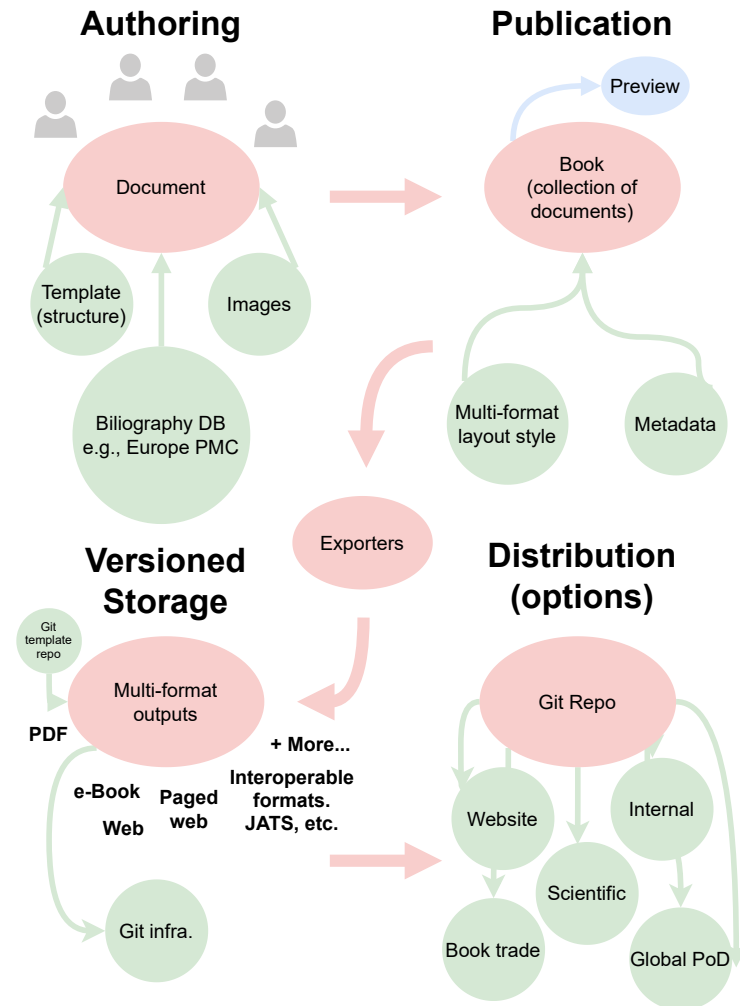 Authoring
Document
Template
(structure)
Images
Biliography DB
e.g., Europe PMC
Publication
Preview
Book
(collection of
documents)
Multi-format
layout style
Metadata
Exporters
Versioned
Storage
Git
template
repo
Multi-format
outputs
PDF
+ More...
e-Book
Web
Paged
web
Interoperable
formats.
JATS, etc.
Git infra.
Distribution
(options)
Git Repo
Website
Internal
Scientific
Book trade
Global PoD